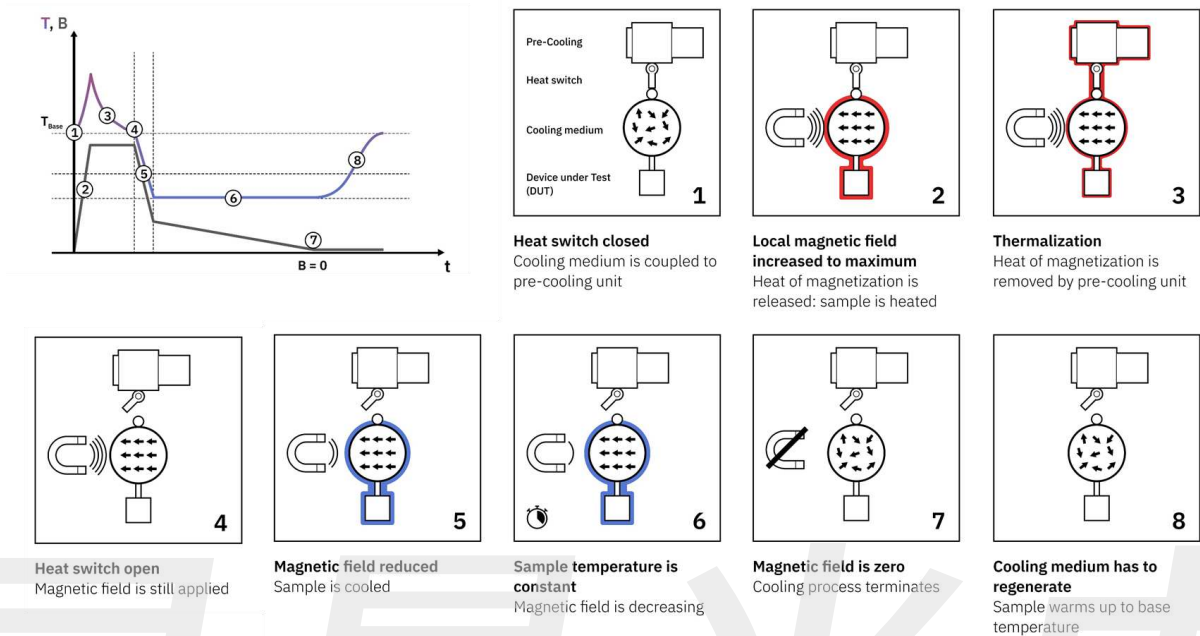 T, B
T_Base
1
2
3
4
5
6
7
8
B = 0
t
Pre-Cooling
Heat switch
Cooling medium
Device under Test
(DUT)
1
Heat switch closed
Cooling medium is coupled to
pre-cooling unit
2
Local magnetic field
increased to maximum
Heat of magnetization is
released: sample is heated
3
Thermalization
Heat of magnetization is
removed by pre-cooling unit
4
Heat switch open
Magnetic field is still applied
5
Magnetic field reduced
Sample is cooled
6
Sample temperature is
constant
Magnetic field is decreasing
7
Magnetic field is zero
Cooling process terminates
8
Cooling medium has to
regenerate
Sample warms up to base
temperature